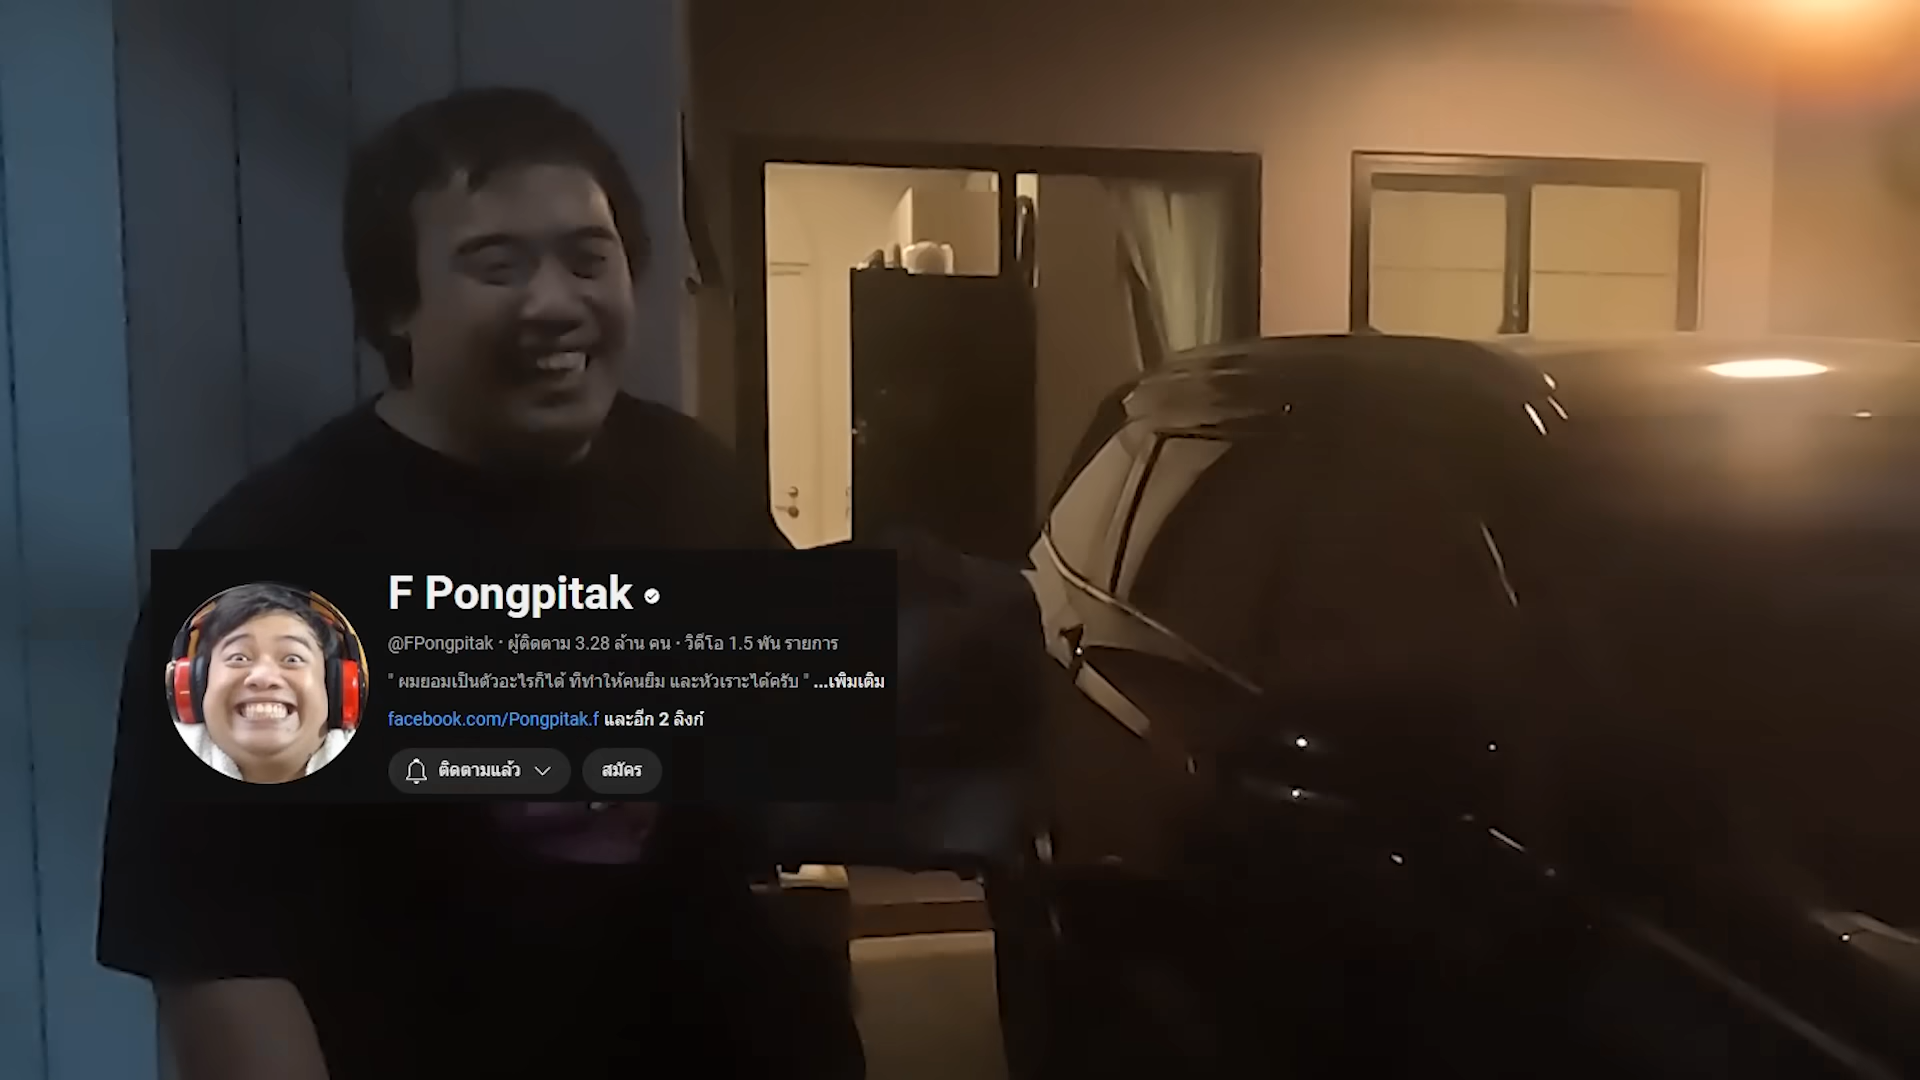 F Pongpitak
@FPongpitak · ผู้ติดตาม 3.28 ล้าน คน · วิดีโอ 1.5 พัน รายการ
" ผมยอมเป็นตัวอะไรก็ได้ ที่ทำให้คนยิ้ม และหัวเราะได้ครับ " ...เพิ่มเติม
facebook.com/Pongpitak.f และอีก 2 ลิงก์
ติดตามแล้ว
สมัคร